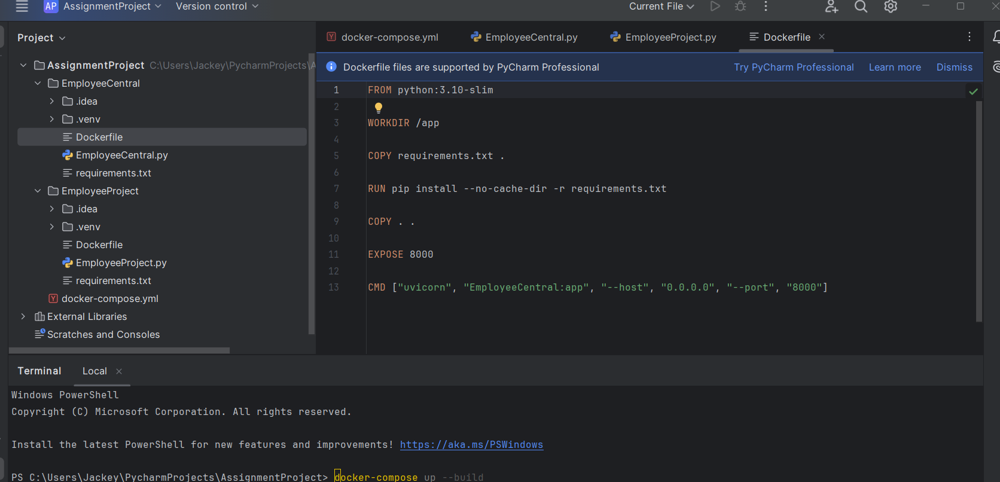 AP AssignmentProject Version control Current File
Project
AssignmentProject C:\Users\Jackey\PycharmProjects\A
EmployeeCentral
.idea
.venv
Dockerfile
EmployeeCentral.py
requirements.txt
EmployeeProject
.idea
.venv
Dockerfile
EmployeeProject.py
requirements.txt
Y docker-compose.yml
External Libraries
Scratches and Consoles
Y docker-compose.yml EmployeeCentral.py EmployeeProject.py Dockerfile
Dockerfile files are supported by PyCharm Professional Try PyCharm Professional Learn more Dismiss
1 FROM python:3.10-slim
2
3 WORKDIR /app
4
5 COPY requirements.txt .
6
7 RUN pip install --no-cache-dir -r requirements.txt
8
9 COPY . .
10
11 EXPOSE 8000
12
13 CMD ["uvicorn", "EmployeeCentral:app", "--host", "0.0.0.0", "--port", "8000"]
Terminal Local
Windows PowerShell
Copyright (C) Microsoft Corporation. All rights reserved.
Install the latest PowerShell for new features and improvements! https://aka.ms/PSWindows
PS C:\Users\Jackey\PycharmProjects\AssignmentProject> docker-compose up --build